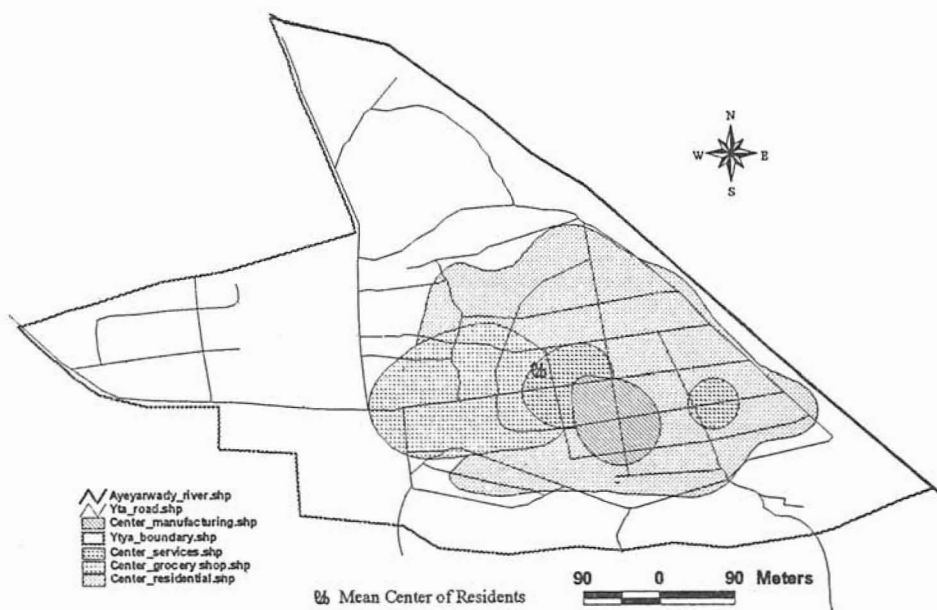 N
W E
S
Ayeyarwady_river.shp
Yta_road.shp
Center_manufacturing.shp
Ytya_boundary.shp
Center_services.shp
Center_grocery shop.shp
Center_residential.shp
Mean Center of Residents
90 0 90 Meters